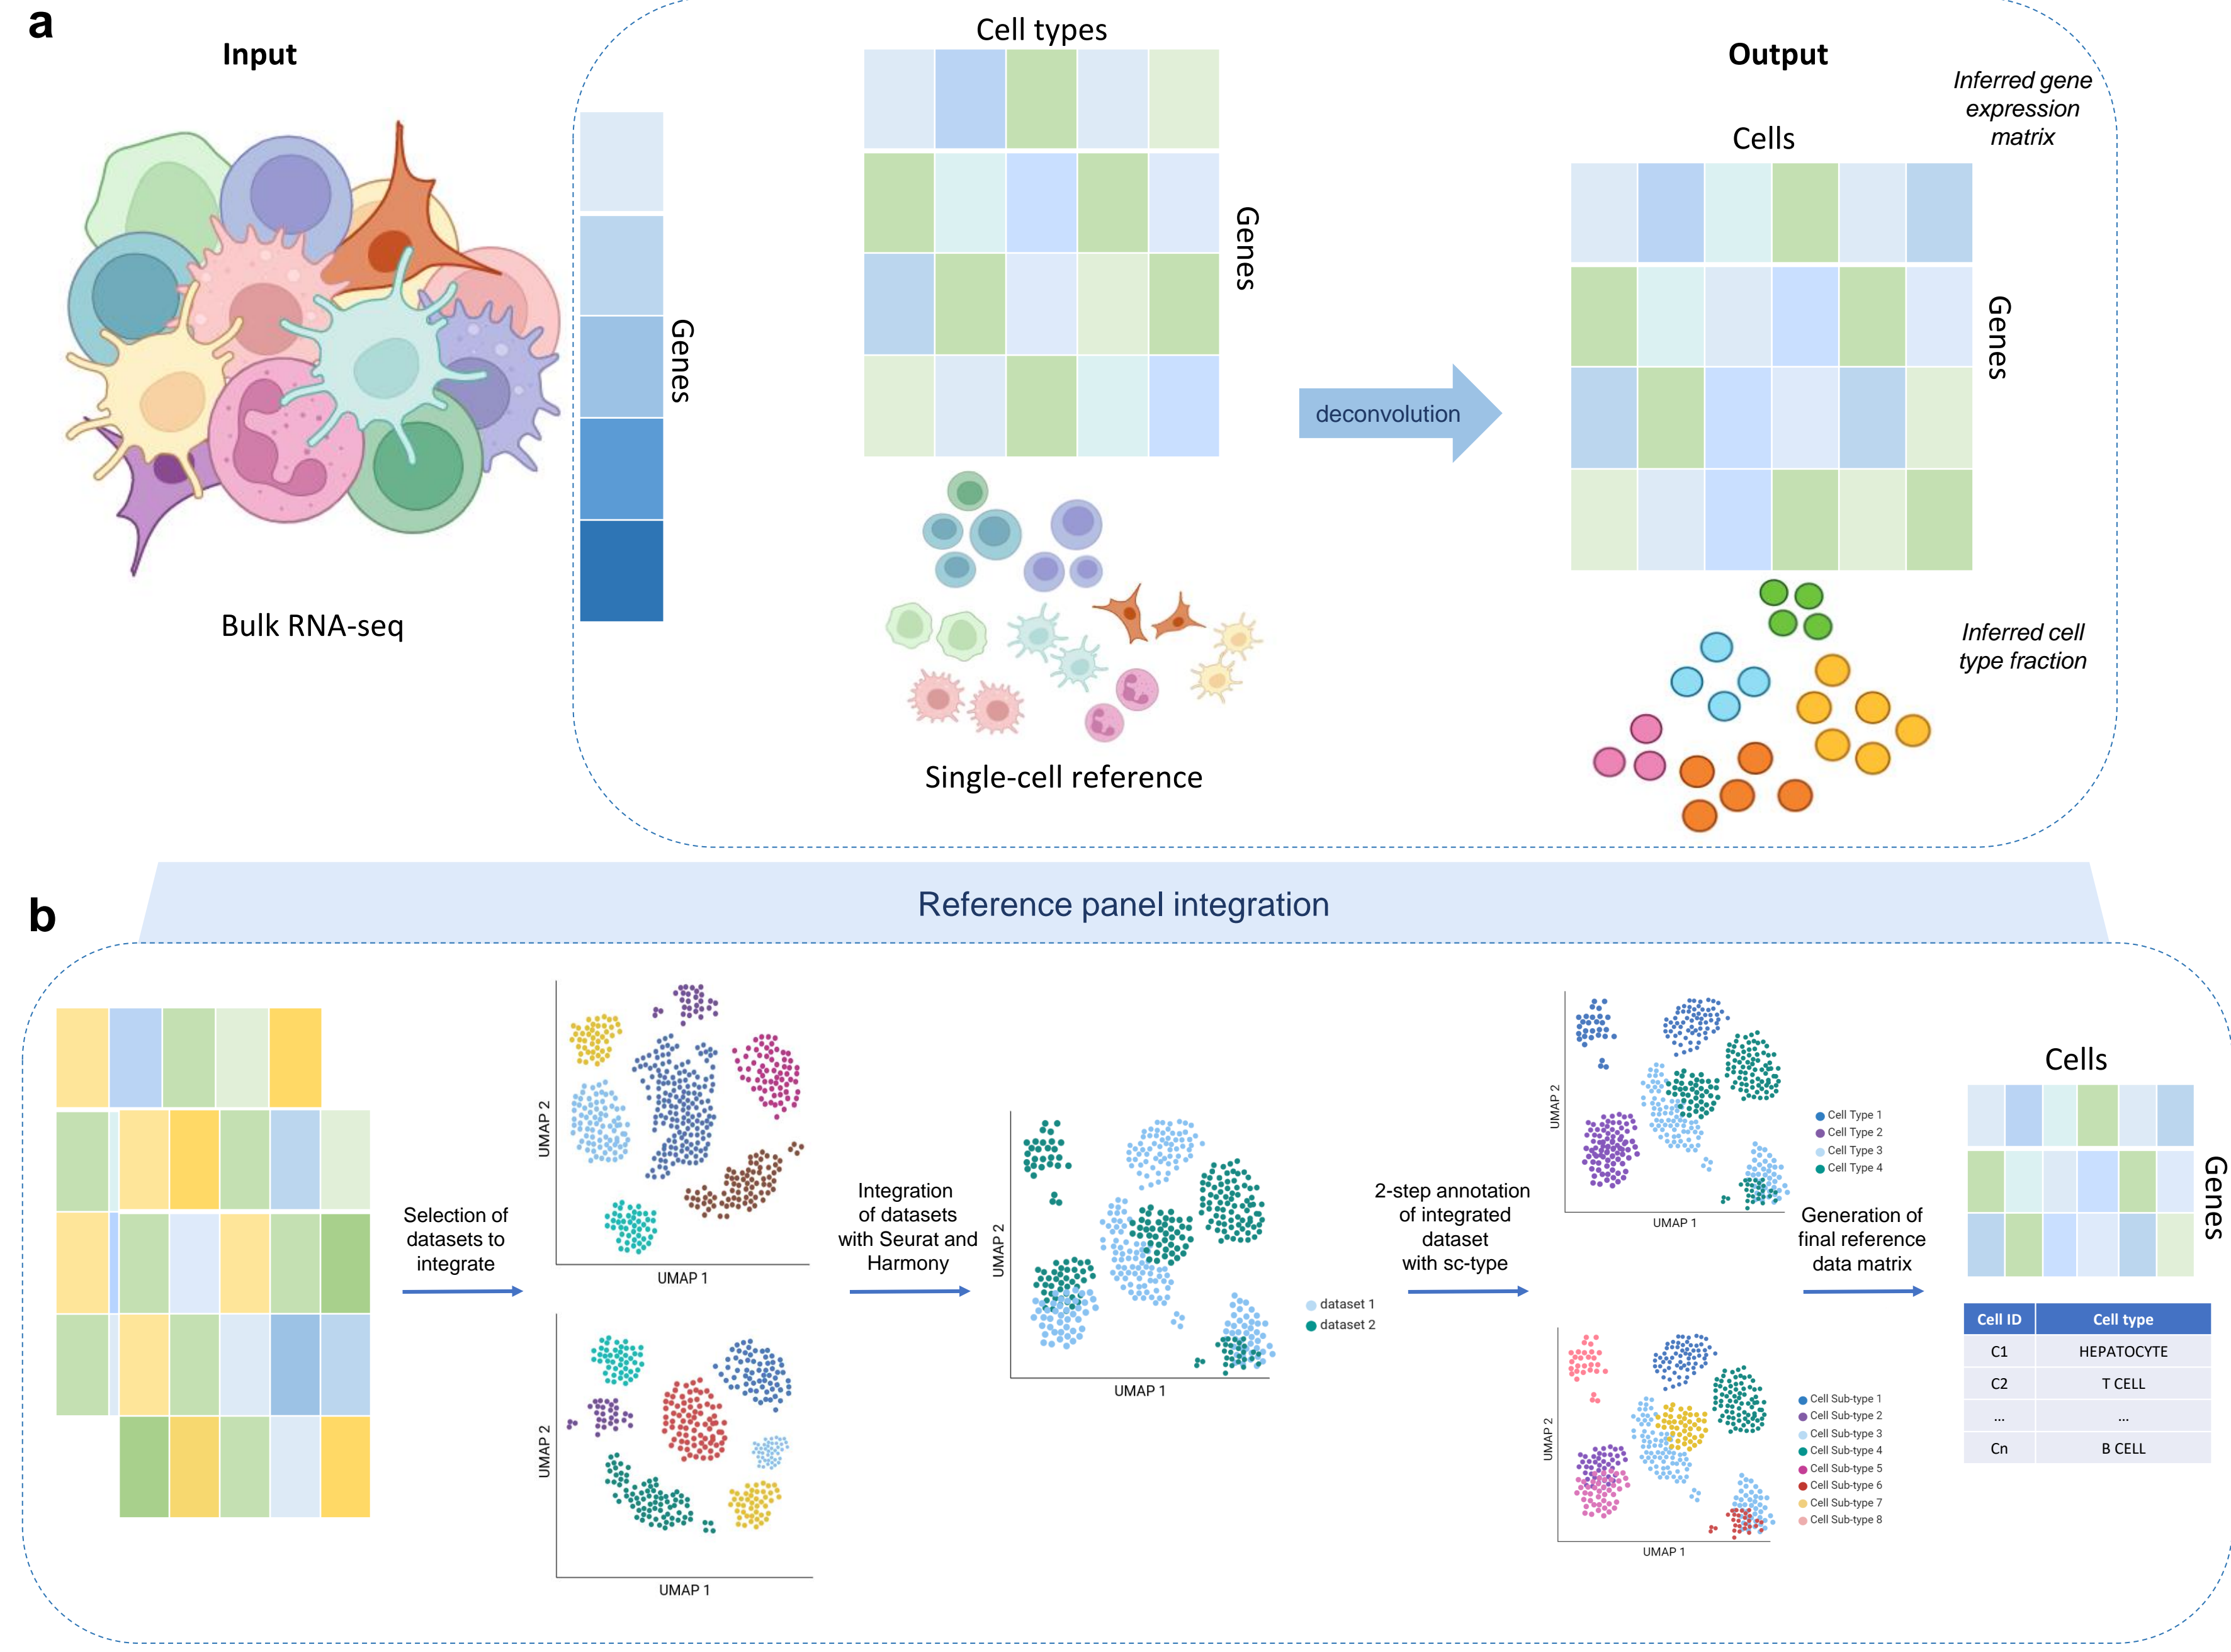 a
Input
Bulk RNA-seq
Genes
Cell types
Genes
Single-cell reference
deconvolution
Output
Inferred gene
expression
matrix
Cells
Genes
Inferred cell
type fraction
Reference panel integration
b
Selection of
datasets to
integrate
UMAP 2
UMAP 1
UMAP 2
UMAP 1
Integration
of datasets
with Seurat and
Harmony
UMAP 2
UMAP 1
dataset 1
dataset 2
2-step annotation
of integrated
dataset
with sc-type
UMAP 2
UMAP 1
Cell Type 1
Cell Type 2
Cell Type 3
Cell Type 4
UMAP 2
UMAP 1
Cell Sub-type 1
Cell Sub-type 2
Cell Sub-type 3
Cell Sub-type 4
Cell Sub-type 5
Cell Sub-type 6
Cell Sub-type 7
Cell Sub-type 8
Generation of
final reference
data matrix
Cells
Genes
Cell ID Cell type
C1 HEPATOCYTE
C2 T CELL
... ...
Cn B CELL